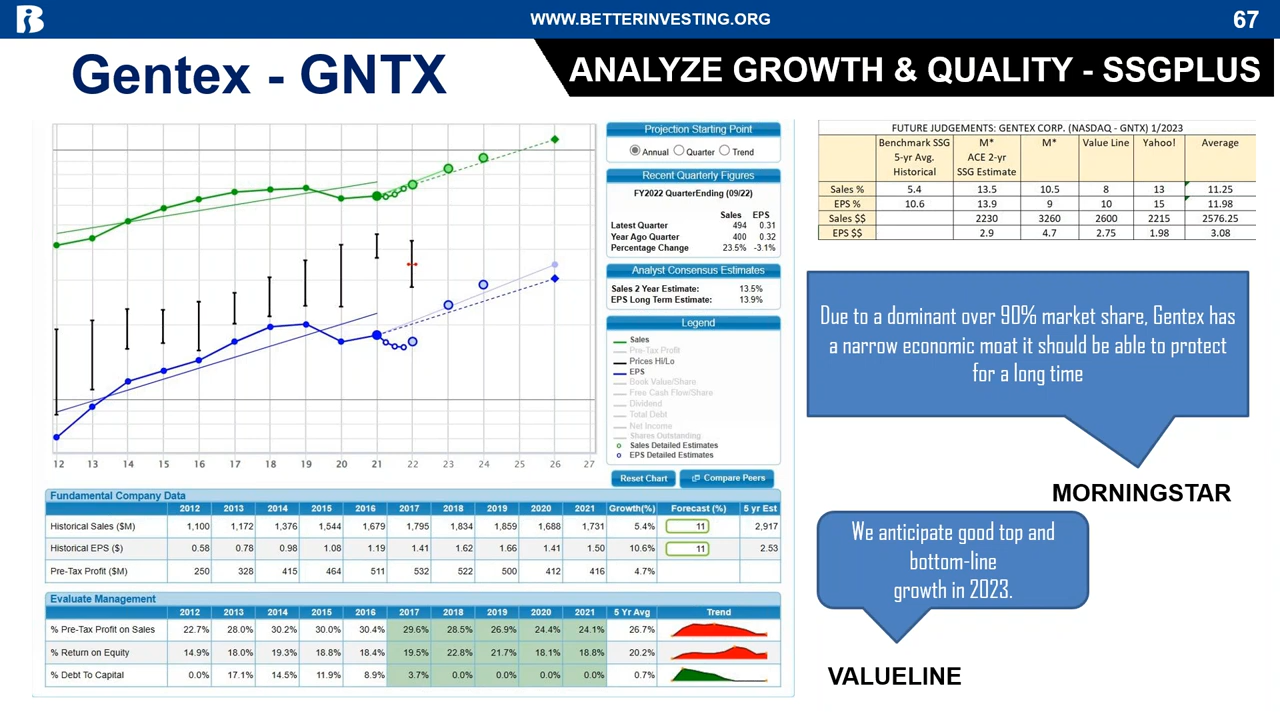 WWW.BETTERINVESTING.ORG
67
Gentex - GNTX
ANALYZE GROWTH & QUALITY - SSGPLUS
12 13 14 15 16 17 18 19 20 21 22 23 24 25 26 27
Projection Starting Point
Annual Quarter Trend
Recent Quarterly Figures
FY2022 QuarterEnding (09/22)
Sales EPS
Latest Quarter 494 0.31
Year Ago Quarter 400 0.32
Percentage Change 23.5% -3.1%
Analyst Consensus Estimates
Sales 2 Year Estimate: 13.5%
EPS Long Term Estimate: 13.9%
Legend
Sales
Pre-Tax Profit
Prices Hi/Lo
EPS
Book Value/Share
Free Cash Flow/Share
Dividend
Total Debt
Net Income
Shares Outstanding
Sales Detailed Estimates
EPS Detailed Estimates
Reset Chart
Compare Peers
Fundamental Company Data
2012 2013 2014 2015 2016 2017 2018 2019 2020 2021 Growth(%) Forecast (%) 5 yr Est
Historical Sales ($M) 1,100 1,172 1,376 1,544 1,679 1,795 1,834 1,859 1,688 1,731 5.4% 11 2,917
Historical EPS ($) 0.58 0.78 0.98 1.08 1.19 1.41 1.62 1.66 1.41 1.50 10.6% 11 2.53
Pre-Tax Profit ($M) 250 328 415 464 511 532 522 500 412 416 4.7%
Evaluate Management
2012 2013 2014 2015 2016 2017 2018 2019 2020 2021 5 Yr Avg Trend
% Pre-Tax Profit on Sales 22.7% 28.0% 30.2% 30.0% 30.4% 29.6% 28.5% 26.9% 24.4% 24.1% 26.7%
% Return on Equity 14.9% 18.0% 19.3% 18.8% 18.4% 19.5% 22.8% 21.7% 18.1% 18.8% 20.2%
% Debt To Capital 0.0% 17.1% 14.5% 11.9% 8.9% 3.7% 0.0% 0.0% 0.0% 0.0% 0.7%
FUTURE JUDGEMENTS: GENTEX CORP. (NASDAQ - GNTX) 1/2023
Benchmark SSG M* M* Value Line Yahoo! Average
5-yr Avg. ACE 2-yr
Historical SSG Estimate
Sales % 5.4 13.5 10.5 8 13 11.25
EPS % 10.6 13.9 9 10 15 11.98
Sales $$ 2230 3260 2600 2215 2576.25
EPS $$ 2.9 4.7 2.75 1.98 3.08
Due to a dominant over 90% market share, Gentex has
a narrow economic moat it should be able to protect
for a long time
MORNINGSTAR
We anticipate good top and
bottom-line
growth in 2023.
VALUELINE